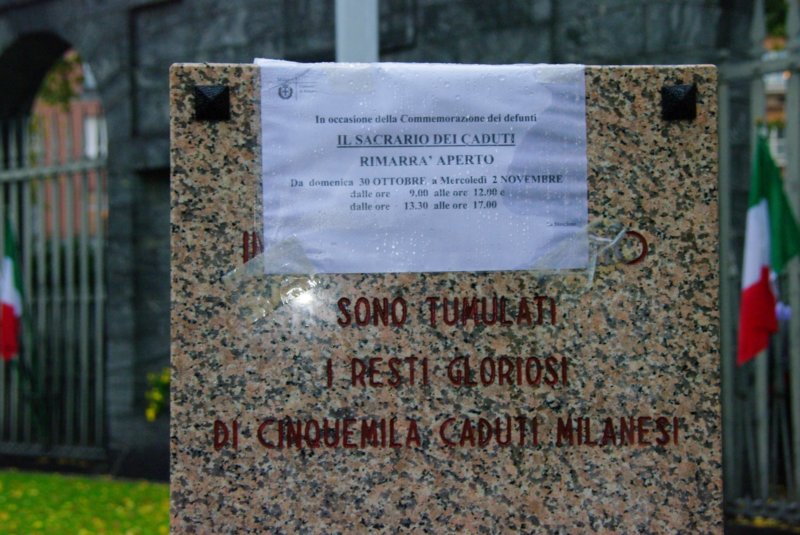 In occasione della Commemorazione dei defunti
IL SACRARIO DEI CADUTI
RIMARRA' APERTO
Da domenica 30 OTTOBRE a Mercoledì 2 NOVEMBRE
dalle ore 9.00 alle ore 12.00 e
dalle ore 13.30 alle ore 17.00
SONO TUMULATI
I RESTI GLORIOSI
DI CINQUEMILA CADUTI MILANESI